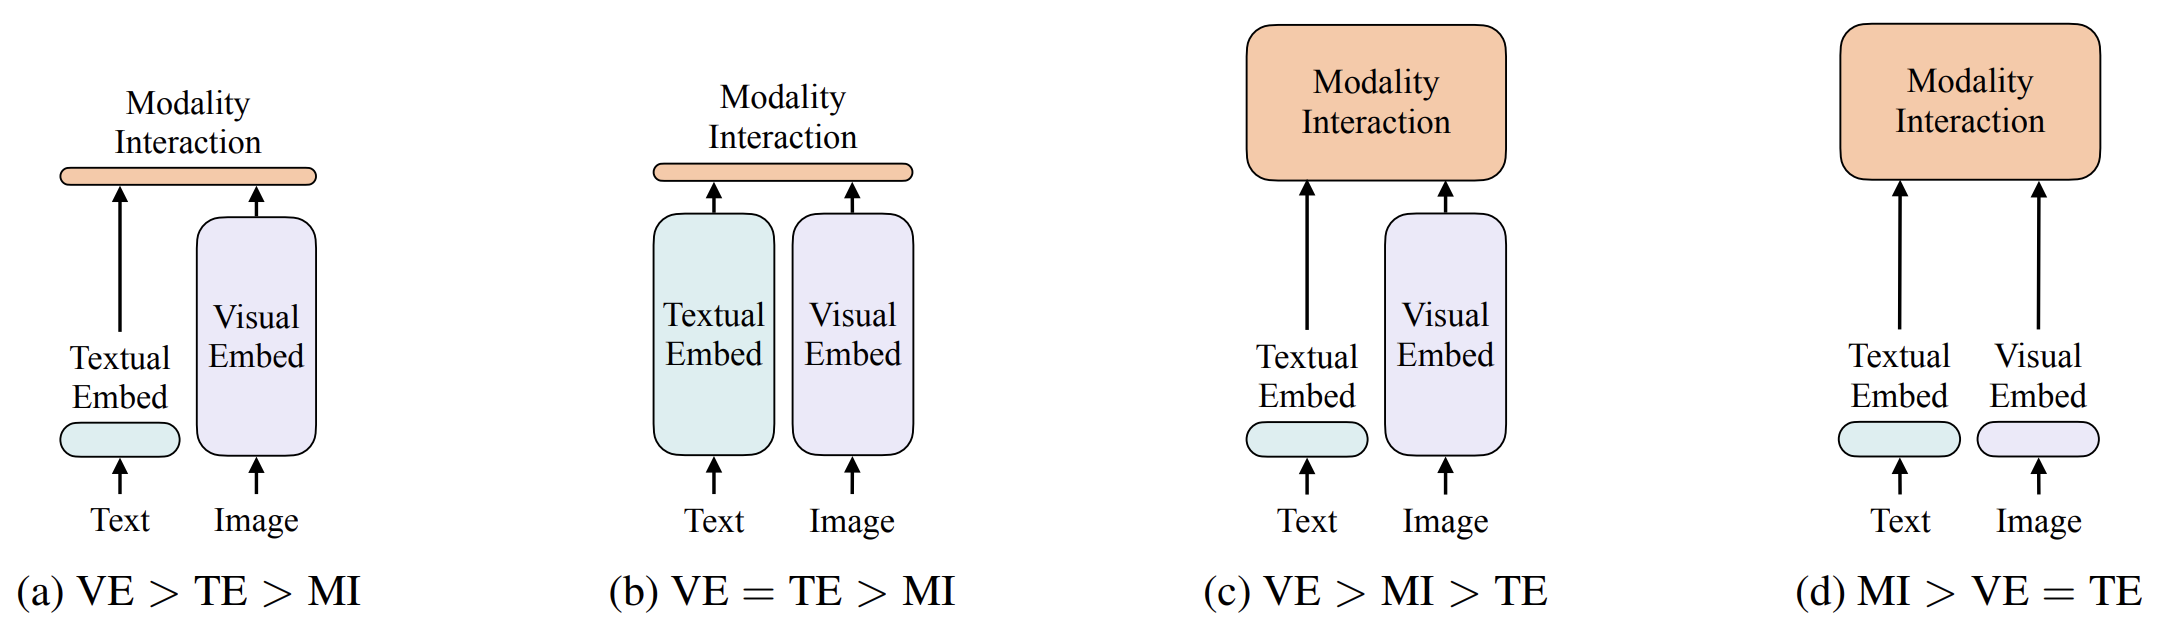 Modality
Interaction
Textual
Embed
Visual
Embed
Text
Image
(a) VE > TE > MI
Modality
Interaction
Textual
Embed
Visual
Embed
Text
Image
(b) VE = TE > MI
Modality
Interaction
Textual
Embed
Visual
Embed
Text
Image
(c) VE > MI > TE
Modality
Interaction
Textual
Embed
Visual
Embed
Text
Image
(d) MI > VE = TE